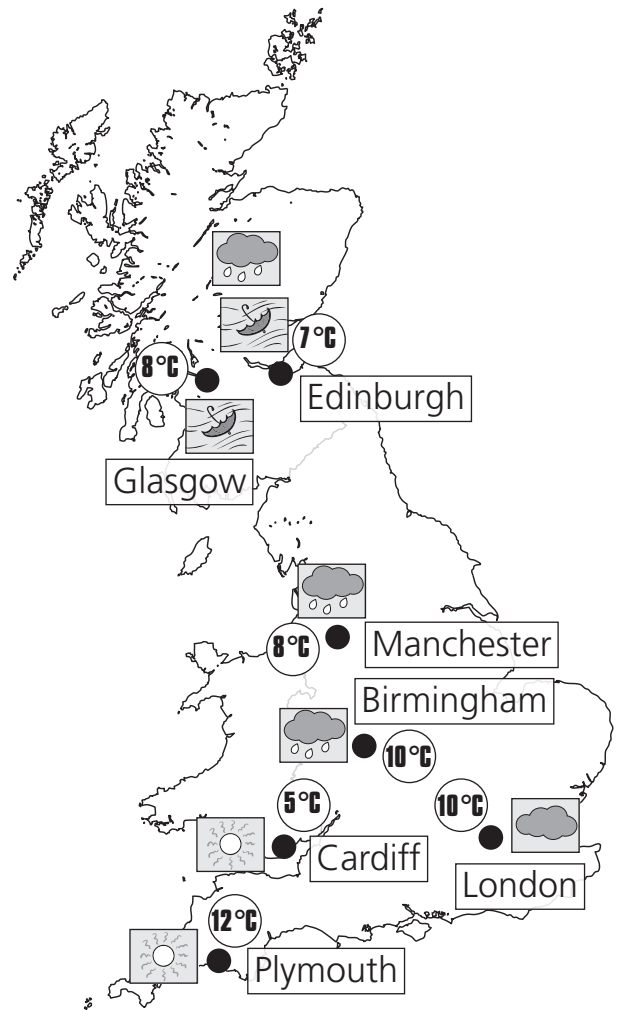 7°C
8°C
Edinburgh
Glasgow
8°C
Manchester
Birmingham
10°C
5°C
10°C
Cardiff
London
12°C
Plymouth